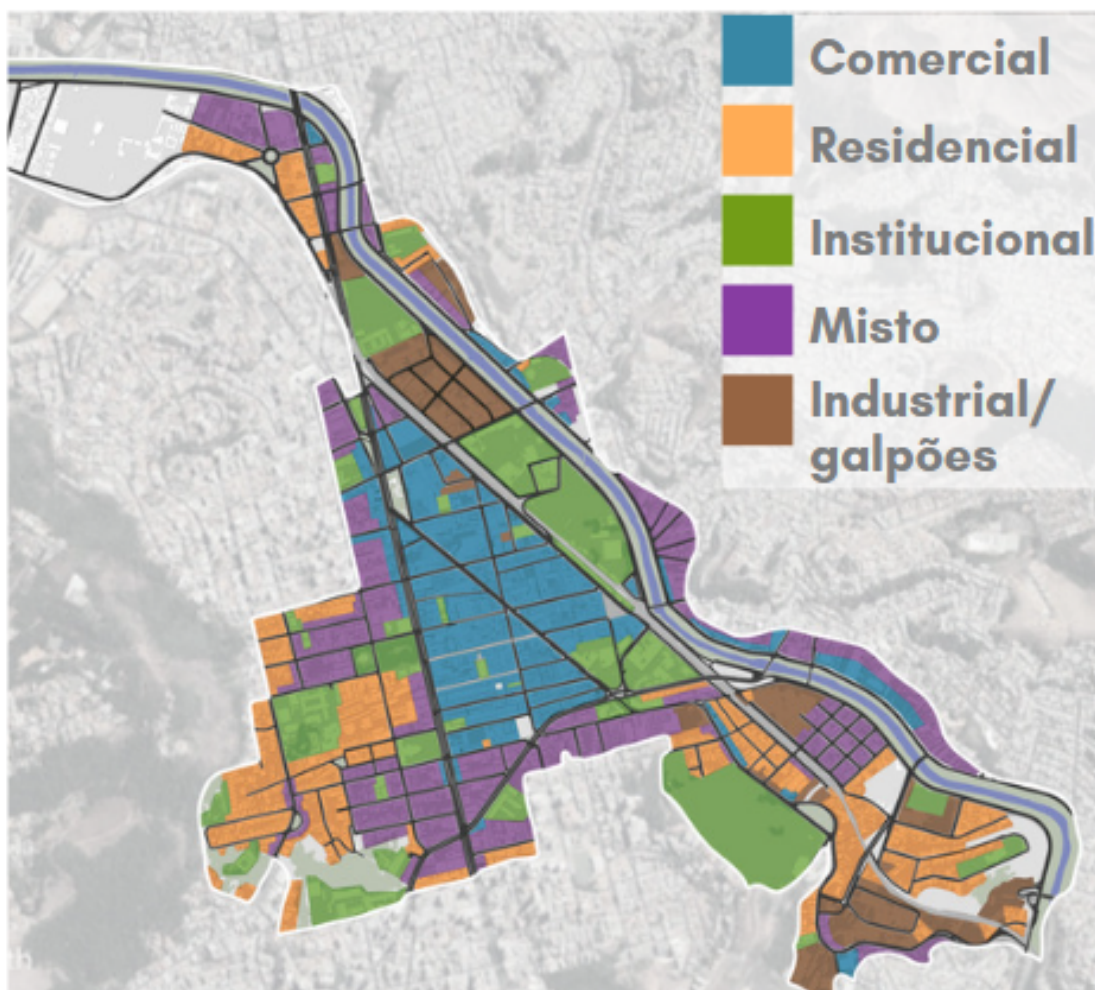 Comercial
Residencial
Institucional
Misto
Industrial/
galpões